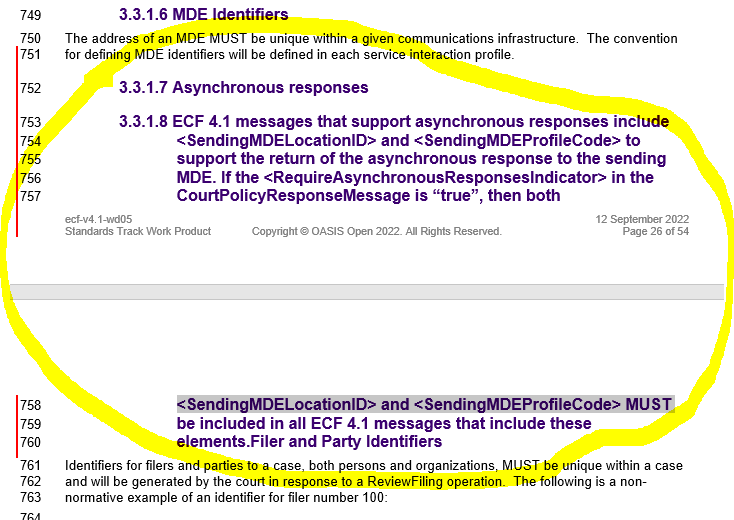 749 3.3.1.6 MDE Identifiers
750 The address of an MDE MUST be unique within a given communications infrastructure. The convention
751 for defining MDE identifiers will be defined in each service interaction profile.
752 3.3.1.7 Asynchronous responses
753 3.3.1.8 ECF 4.1 messages that support asynchronous responses include
754 <SendingMDELocationID> and <SendingMDEProfileCode> to
755 support the return of the asynchronous response to the sending
756 MDE. If the <RequireAsynchronousResponsesIndicator> in the
757 CourtPolicyResponseMessage is “true”, then both
ecf-v4.1-wd05 12 September 2022
Standards Track Work Product Copyright © OASIS Open 2022. All Rights Reserved. Page 26 of 54
758 <SendingMDELocationID> and <SendingMDEProfileCode> MUST
759 be included in all ECF 4.1 messages that include these
760 elements.Filer and Party Identifiers
761 Identifiers for filers and parties to a case, both persons and organizations, MUST be unique within a case
762 and will be generated by the court in response to a ReviewFiling operation. The following is a non-
763 normative example of an identifier for filer number 100:
764